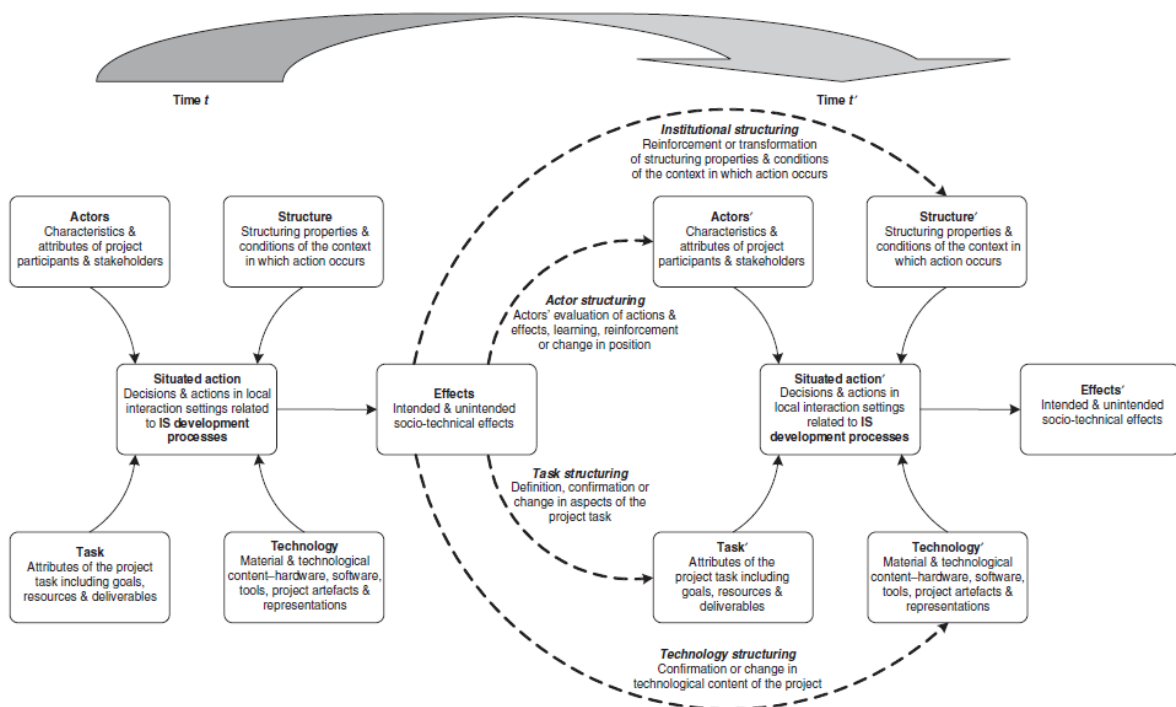 Time t
Time t′
Institutional structuring
Reinforcement or transformation
of structuring properties & conditions
of the context in which action occurs
Actors
Characteristics &
attributes of project
participants & stakeholders
Structure
Structuring properties &
conditions of the context
in which action occurs
Actors′
Characteristics &
attributes of project
participants & stakeholders
Structure′
Structuring properties &
conditions of the context in
which action occurs
Actor structuring
Actors’ evaluation of actions &
effects, learning, reinforcement
or change in position
Situated action
Decisions & actions in local
interaction settings related
to IS development
processes
Effects
Intended & unintended
socio-technical effects
Situated action′
Decisions & actions in
local interaction settings
related to IS
development processes
Effects′
Intended & unintended
socio-technical effects
Task structuring
Definition, confirmation or
change in aspects of the
project task
Task
Attributes of the project
task including goals,
resources & deliverables
Technology
Material & technological
content–hardware, software,
tools, project artefacts &
representations
Task′
Attributes of the
project task including
goals, resources &
deliverables
Technology′
Material & technological
content–hardware, software,
tools, project artefacts &
representations
Technology structuring
Confirmation or change in
technological content of the project